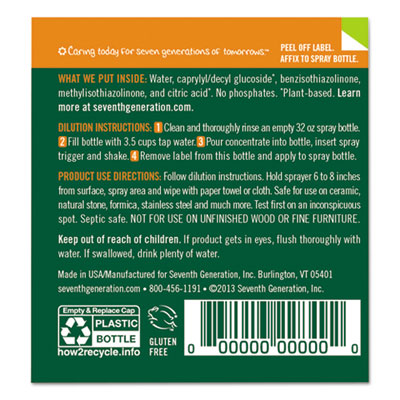 Caring today for seven generations of tomorrows.™
PEEL OFF LABEL.
AFFIX TO SPRAY BOTTLE.
WHAT WE PUT INSIDE: Water, caprylyl/decyl glucoside*, benzisothiazolinone,
methylisothiazolinone, and citric acid*. No phosphates. *Plant-based. Learn
more at seventhgeneration.com.
DILUTION INSTRUCTIONS: 1 Clean and thoroughly rinse an empty 32 oz spray bottle.
2 Fill bottle with 3.5 cups tap water. 3 Pour concentrate into bottle, insert spray
trigger and shake. 4 Remove label from this bottle and apply to spray bottle.
PRODUCT USE DIRECTIONS: Follow dilution instructions. Hold sprayer 6 to 8 inches
from surface, spray area and wipe with paper towel or cloth. Safe for use on ceramic,
natural stone, formica, stainless steel and much more. Test first on an inconspicuous
spot. Septic safe. NOT FOR USE ON UNFINISHED WOOD OR FINE FURNITURE.
Keep out of reach of children. If product gets in eyes, flush thoroughly with
water. If swallowed, drink plenty of water.
Made in USA/Manufactured for Seventh Generation, Inc. Burlington, VT 05401
seventhgeneration.com • 800-456-1191 • ©2013 Seventh Generation, Inc.
Empty & Replace Cap
PLASTIC
BOTTLE
how2recycle.info
GLUTEN
FREE
0 00000 00000 0